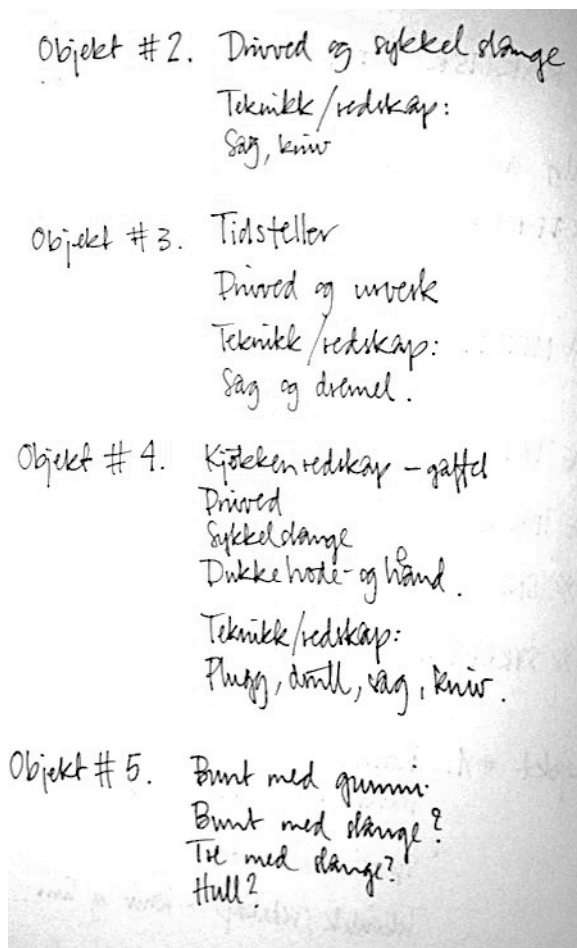 Objekt #2. Drivved og sykkelslange
Teknikk/redskap:
Sag, kniv
Objekt #3. Tidsteller
Drivved og urverk
Teknikk/redskap:
Sag og dremel.
Objekt #4. Kjøkkenredskap - gaffel
Drivved
Sykkelslange
Dukkehode- og hånd.
Teknikk/redskap:
Plugg, drill, sag, kniv.
Objekt #5. Bunt med gummi.
Bunt med slange?
Tre med slange?
Hull?